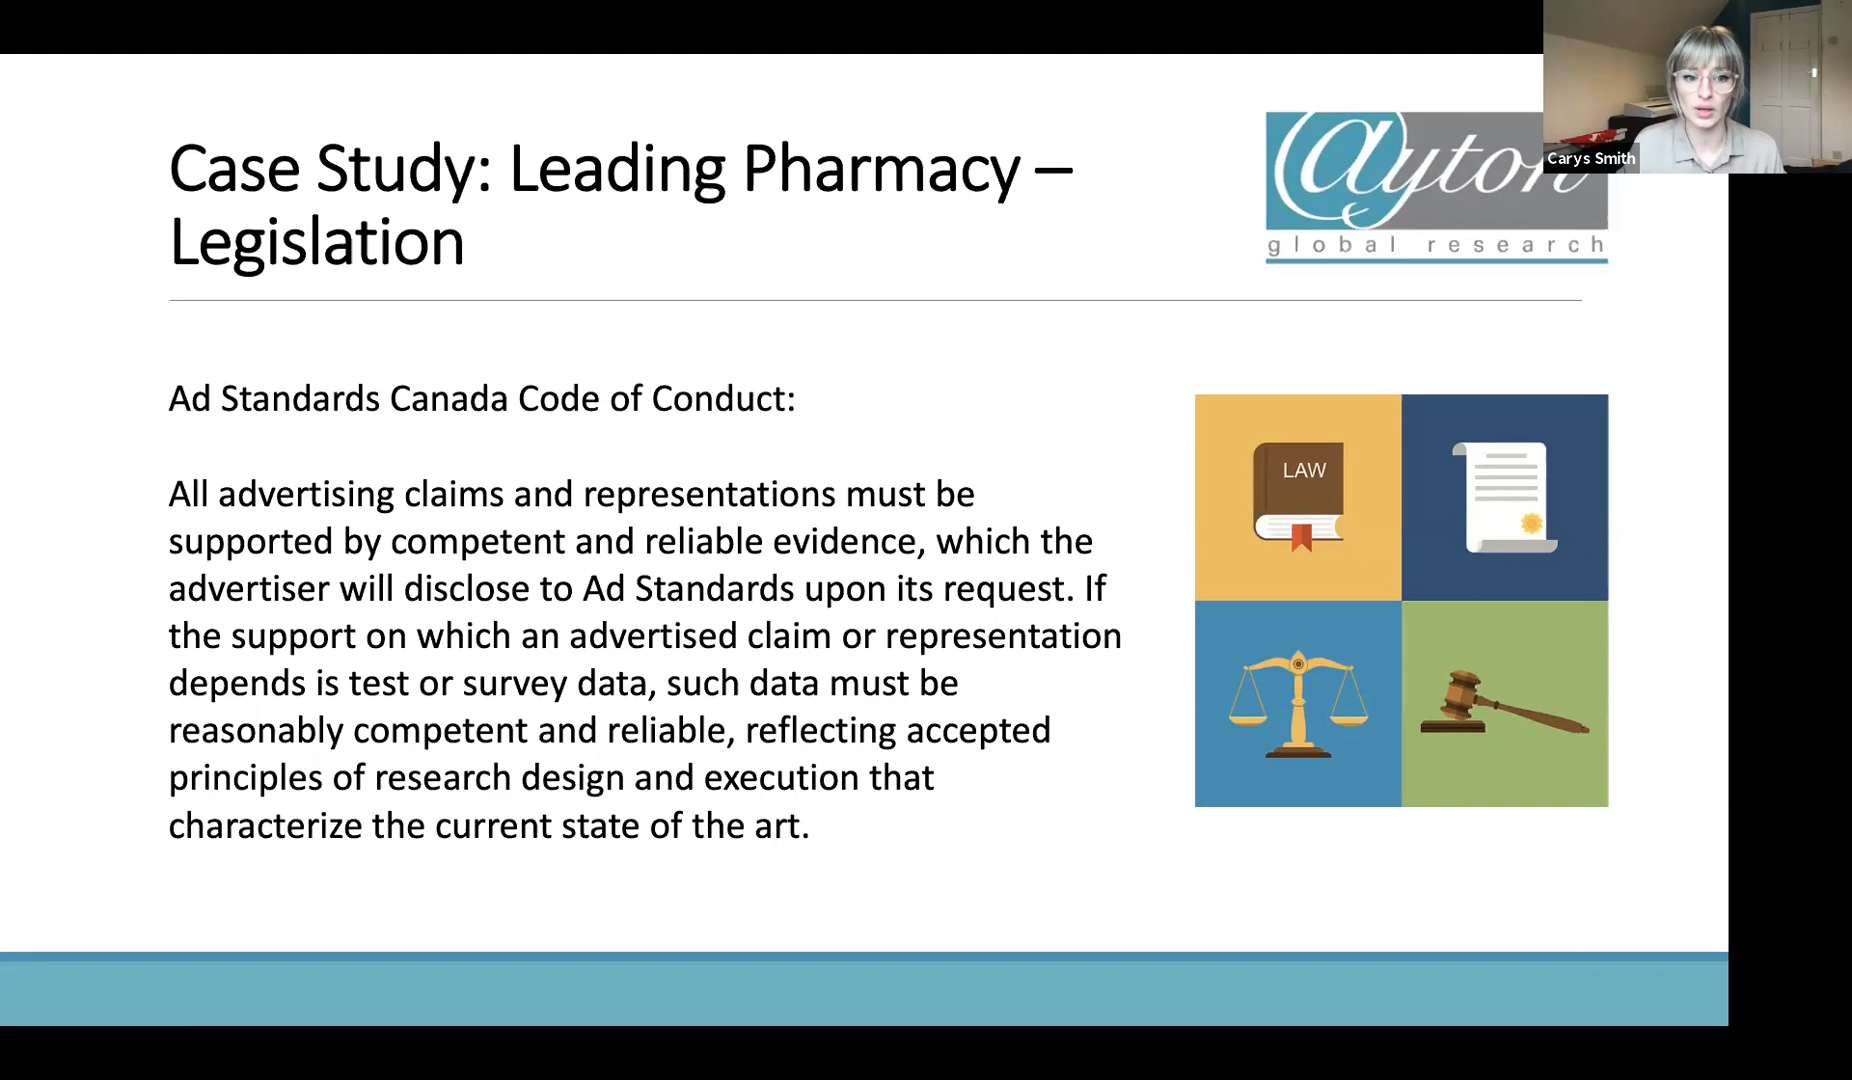 Case Study: Leading Pharmacy –
Legislation
@yton
global research
Carys Smith
Ad Standards Canada Code of Conduct:
All advertising claims and representations must be
supported by competent and reliable evidence, which the
advertiser will disclose to Ad Standards upon its request. If
the support on which an advertised claim or representation
depends is test or survey data, such data must be
reasonably competent and reliable, reflecting accepted
principles of research design and execution that
characterize the current state of the art.
LAW